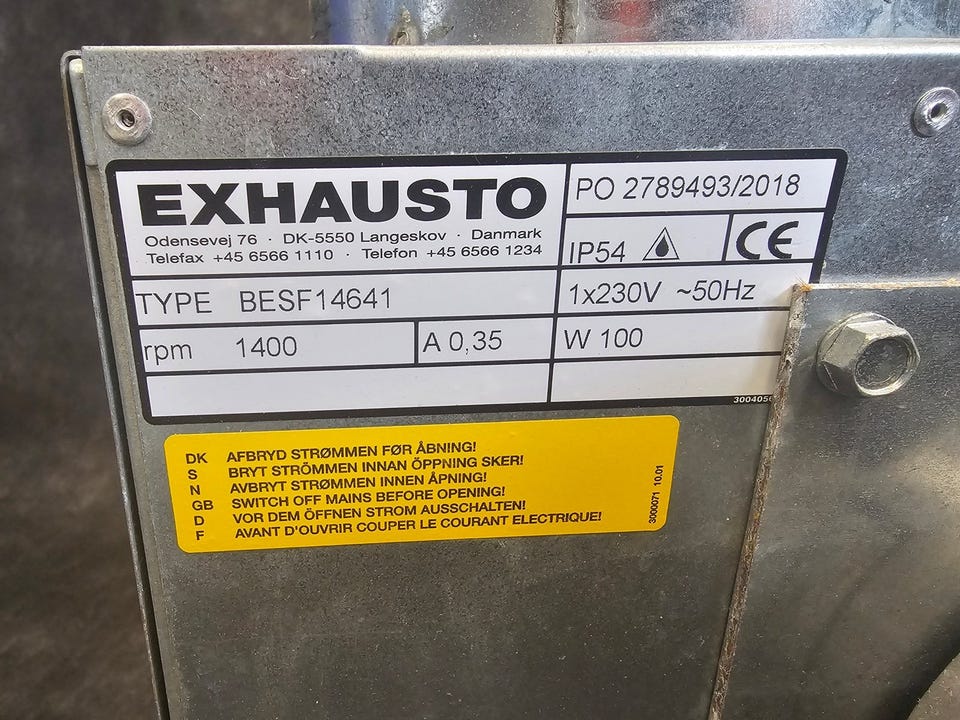 EXHAUSTO
Odensevej 76 · DK-5550 Langeskov · Danmark
Telefax +45 6566 1110 · Telefon +45 6566 1234
PO 2789493/2018
IP54 CE
TYPE BESF14641
1x230V ~50Hz
rpm 1400
A 0,35
W 100
DK AFBRYD STRØMMEN FØR ÅBNING!
S BRYT STRÖMMEN INNAN ÖPPNING SKER!
N AVBRYT STRØMMEN INNEN ÅPNING!
GB SWITCH OFF MAINS BEFORE OPENING!
D VOR DEM ÖFFNEN STROM AUSSCHALTEN!
F AVANT D'OUVRIR COUPER LE COURANT ELECTRIQUE!
3000071 10.01